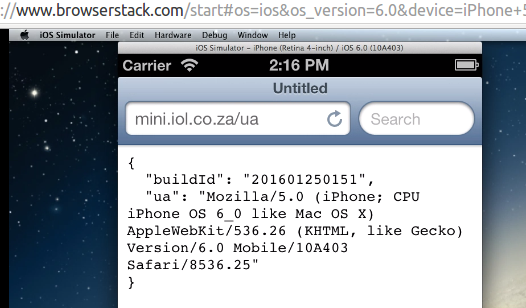 ://www.browserstack.com/start#os=ios&os_version=6.0&device=iPhone+5
iOS Simulator File Edit Hardware Debug Window Help
iOS Simulator - iPhone (Retina 4-inch) / iOS 6.0 (10A403)
Carrier 2:16 PM
Untitled
mini.iol.co.za/ua Search
{
"buildId": "201601250151",
"ua": "Mozilla/5.0 (iPhone; CPU
iPhone OS 6_0 like Mac OS X)
AppleWebKit/536.26 (KHTML, like Gecko)
Version/6.0 Mobile/10A403
Safari/8536.25"
}